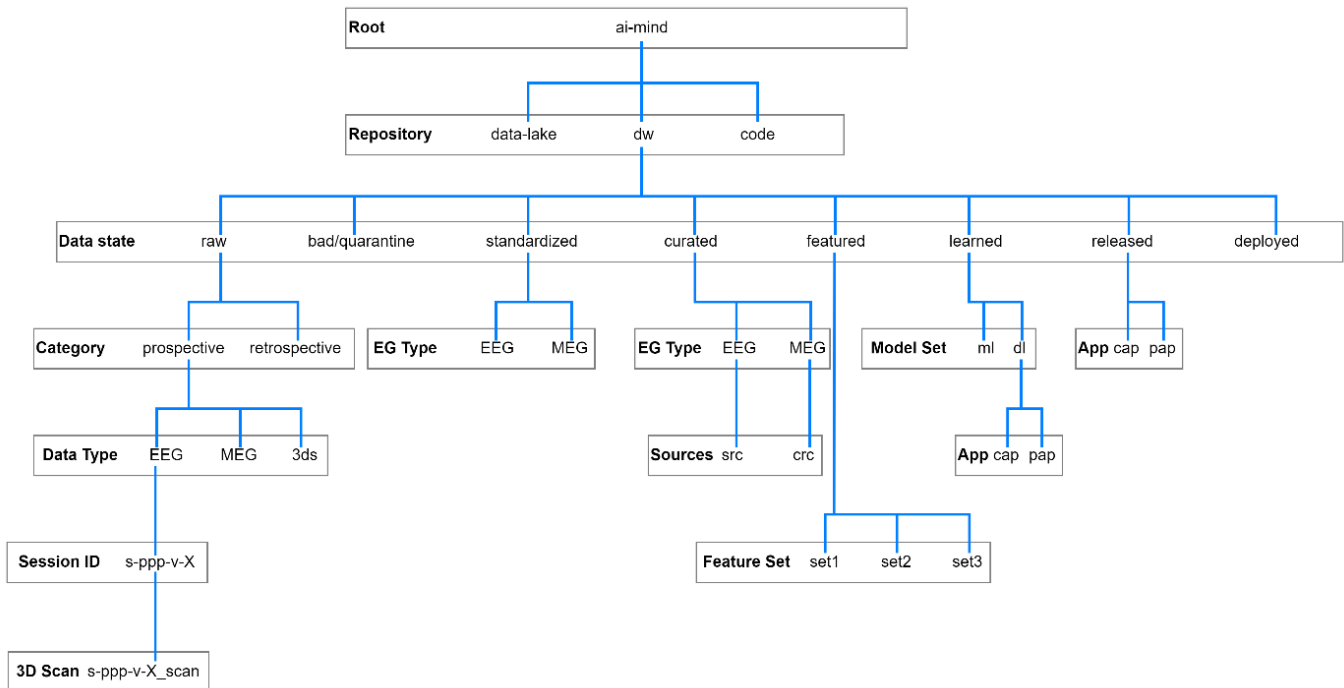 Root ai-mind
Repository data-lake dw code
Data state raw bad/quarantine standardized curated featured learned released deployed
Category prospective retrospective
EG Type EEG MEG
EG Type EEG MEG
Model Set ml dl
App cap pap
Data Type EEG MEG 3ds
Sources src crc
App cap pap
Session ID s-ppp-v-X
Feature Set set1 set2 set3
3D Scan s-ppp-v-X_scan